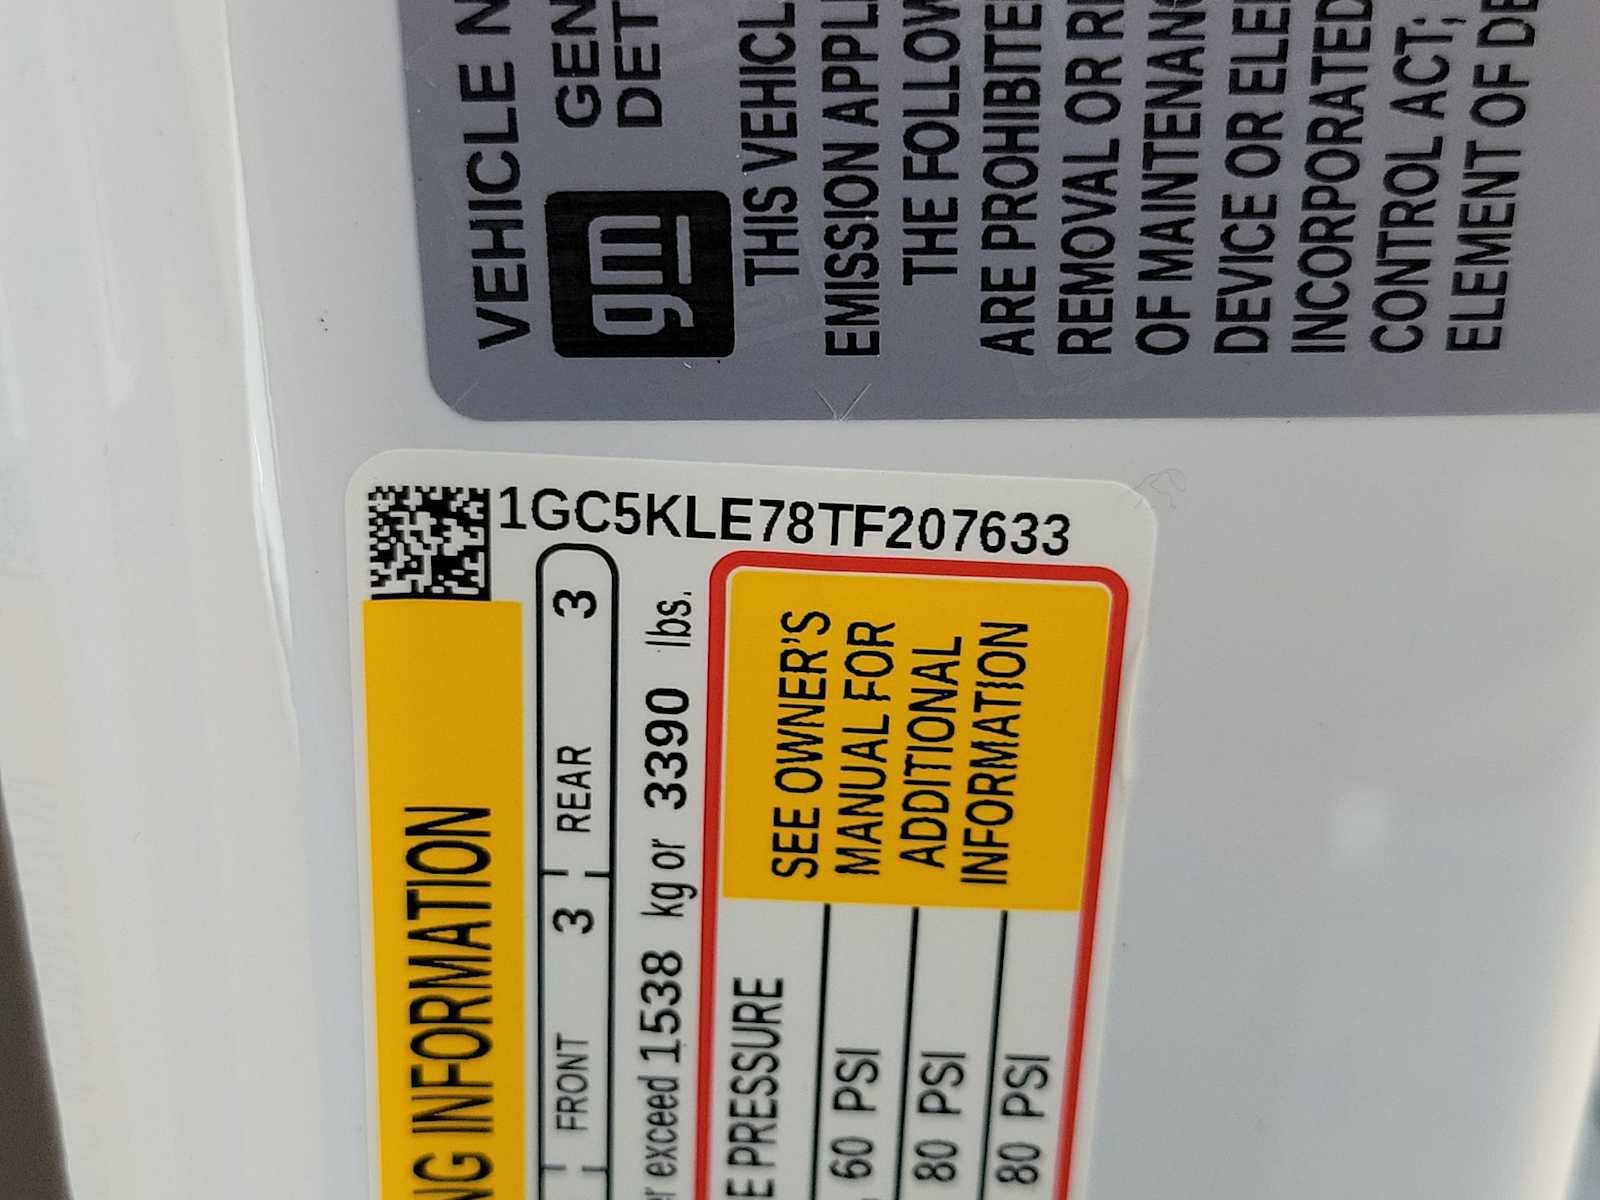 VEHICLE N
gm
GEN
DET
THIS VEHICL
EMISSION APPLI
THE FOLLOW
ARE PROHIBITE
REMOVAL OR R
OF MAINTENANC
DEVICE OR ELE
INCORPORATED
CONTROL ACT;
ELEMENT OF DE
1GC5KLE78TF207633
NG INFORMATION
FRONT 3 REAR 3
er exceed 1538 kg or 3390 lbs.
E PRESSURE
60 PSI
80 PSI
80 PSI
SEE OWNER'S
MANUAL FOR
ADDITIONAL
INFORMATION